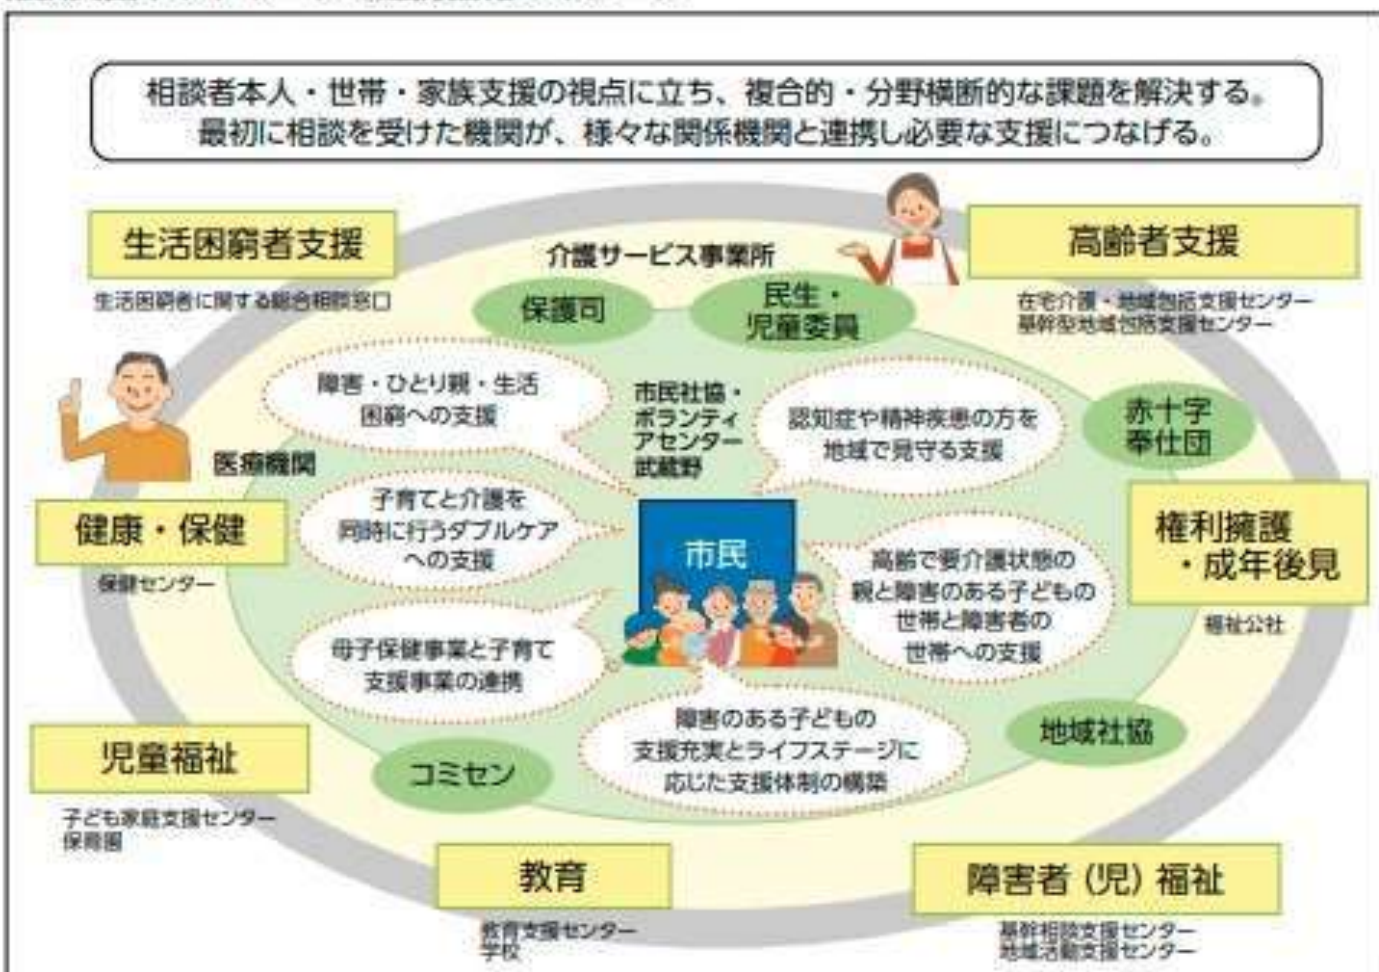 相談者本人・世帯・家族支援の視点に立ち、複合的・分野横断的な課題を解決する。
最初に相談を受けた機関が、様々な関係機関と連携し必要な支援につなげる。
生活困窮者支援
生活困窮者に関する総合相談窓口
介護サービス事業所
高齢者支援
在宅介護・地域包括支援センター
基幹型地域包括支援センター
保護司
民生・
児童委員
障害・ひとり親・生活
困窮への支援
市民社協・
ボランティ
アセンター
武蔵野
認知症や精神疾患の方を
地域で見守る支援
赤十字
奉仕団
医療機関
健康・保健
保健センター
子育てと介護を
同時に行うダブルケア
への支援
市民
高齢で要介護状態の
親と障害のある子どもの
世帯と障害者の
世帯への支援
権利擁護
・成年後見
福祉公社
母子保健事業と子育て
支援事業の連携
障害のある子どもの
支援充実とライフステージに
応じた支援体制の構築
地域社協
コミセン
児童福祉
子ども家庭支援センター
保育園
教育
教育支援センター
学校
障害者(児)福祉
基幹相談支援センター
地域活動支援センター